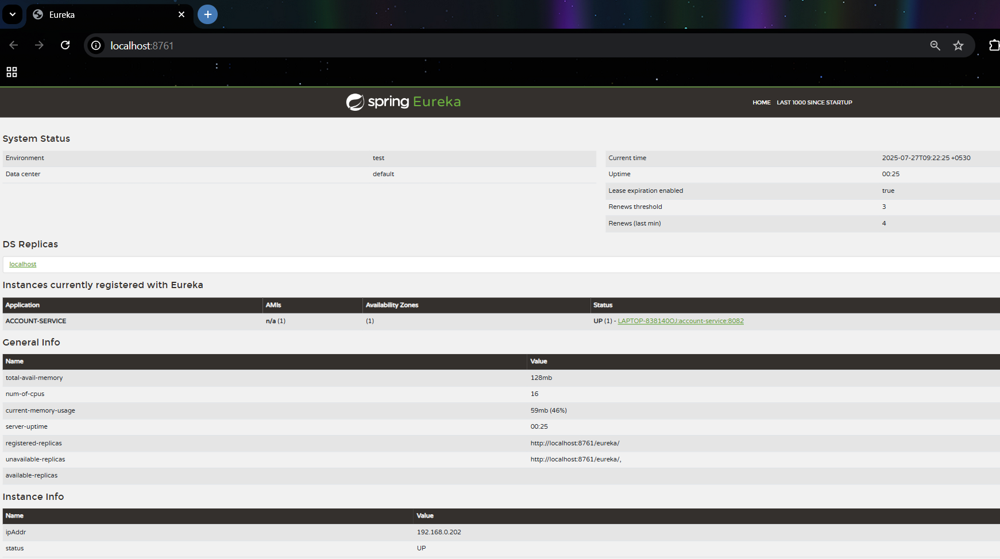 Eureka
localhost:8761
spring Eureka
HOME LAST 1000 SINCE STARTUP
System Status
Environment test
Data center default
Current time 2025-07-27T09:22:25 +0530
Uptime 00:25
Lease expiration enabled true
Renews threshold 3
Renews (last min) 4
DS Replicas
localhost
Instances currently registered with Eureka
Application AMIs Availability Zones Status
ACCOUNT-SERVICE n/a (1) (1) UP (1) - LAPTOP-838140OJ:account-service:8082
General Info
Name Value
total-avail-memory 128mb
num-of-cpus 16
current-memory-usage 59mb (46%)
server-uptime 00:25
registered-replicas http://localhost:8761/eureka/
unavailable-replicas http://localhost:8761/eureka/,
available-replicas
Instance Info
Name Value
ipAddr 192.168.0.202
status UP